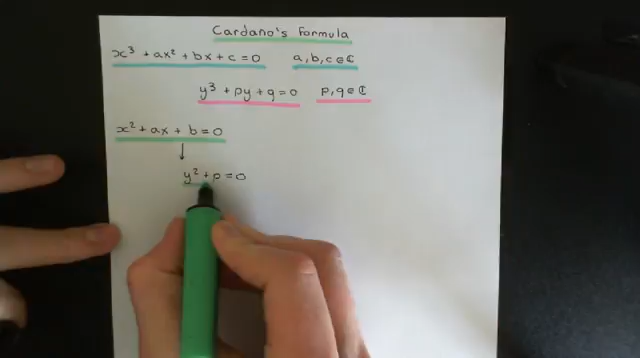 Cardano's Formula
x³ + ax² + bx + c = 0 a, b, c ∈ ℂ
y³ + py + q = 0 p, q ∈ ℂ
x² + ax + b = 0
↓
y² + p = 0